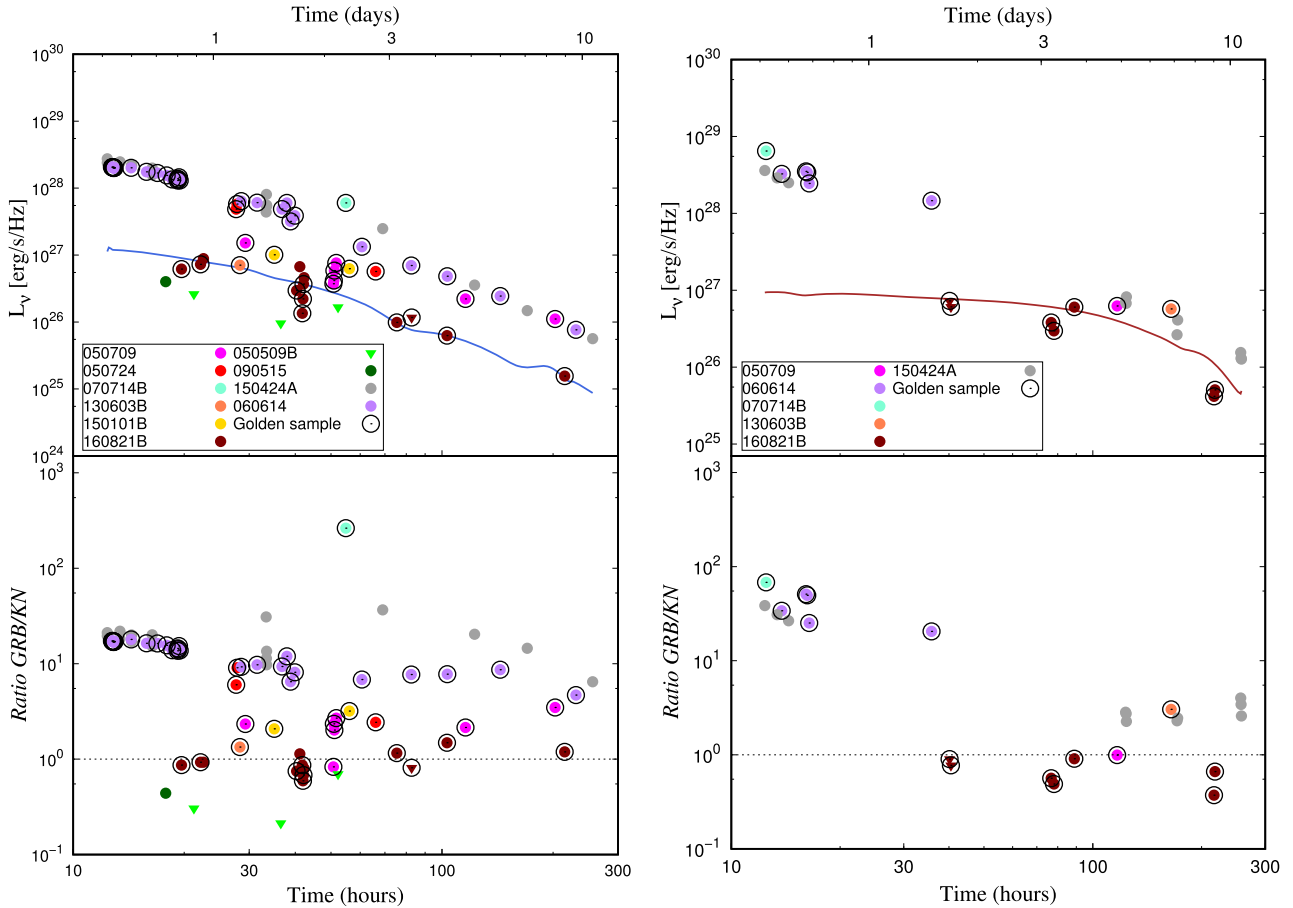 Time (days)
1 3 10
10^30
10^29
10^28
10^27
10^26
10^25
10^24
L_ν [erg/s/Hz]
050709 050509B
050724 090515
070714B 150424A
130603B 060614
150101B Golden sample
160821B
10^3
10^2
10^1
10^0
10^−1
Ratio GRB/KN
10 30 100 300
Time (hours)
Time (days)
1 3 10
10^30
10^29
10^28
10^27
10^26
10^25
L_ν [erg/s/Hz]
050709 150424A
060614 Golden sample
070714B
130603B
160821B
10^3
10^2
10^1
10^0
10^−1
Ratio GRB/KN
10 30 100 300
Time (hours)